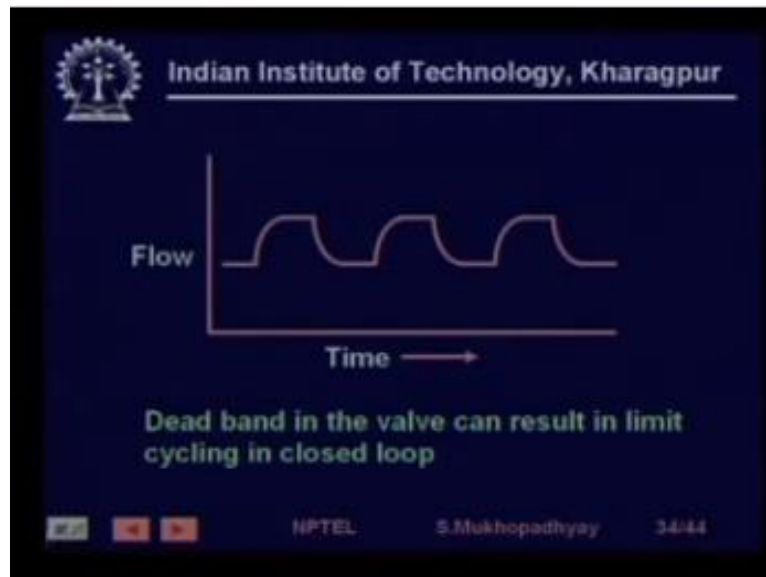 Indian Institute of Technology, Kharagpur
Flow
Time
Dead band in the valve can result in limit
cycling in closed loop
NPTEL S.Mukhopadhyay 34/44